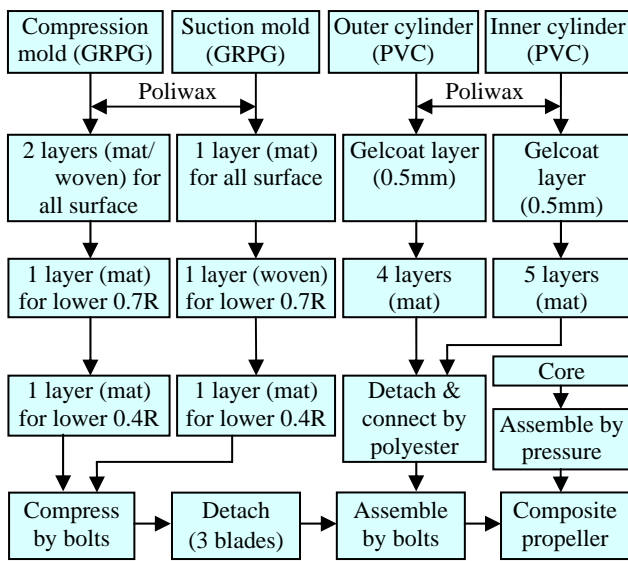 Compression
mold (GRPG)
Suction mold
(GRPG)
Outer cylinder
(PVC)
Inner cylinder
(PVC)
Poliwax
Poliwax
2 layers (mat/
woven) for
all surface
1 layer (mat)
for all surface
Gelcoat layer
(0.5mm)
Gelcoat
layer
(0.5mm)
1 layer (mat)
for lower 0.7R
1 layer (woven)
for lower 0.7R
4 layers
(mat)
5 layers
(mat)
1 layer (mat)
for lower 0.4R
1 layer (mat)
for lower 0.4R
Detach &
connect by
polyester
Core
Assemble by
pressure
Compress
by bolts
Detach
(3 blades)
Assemble
by bolts
Composite
propeller